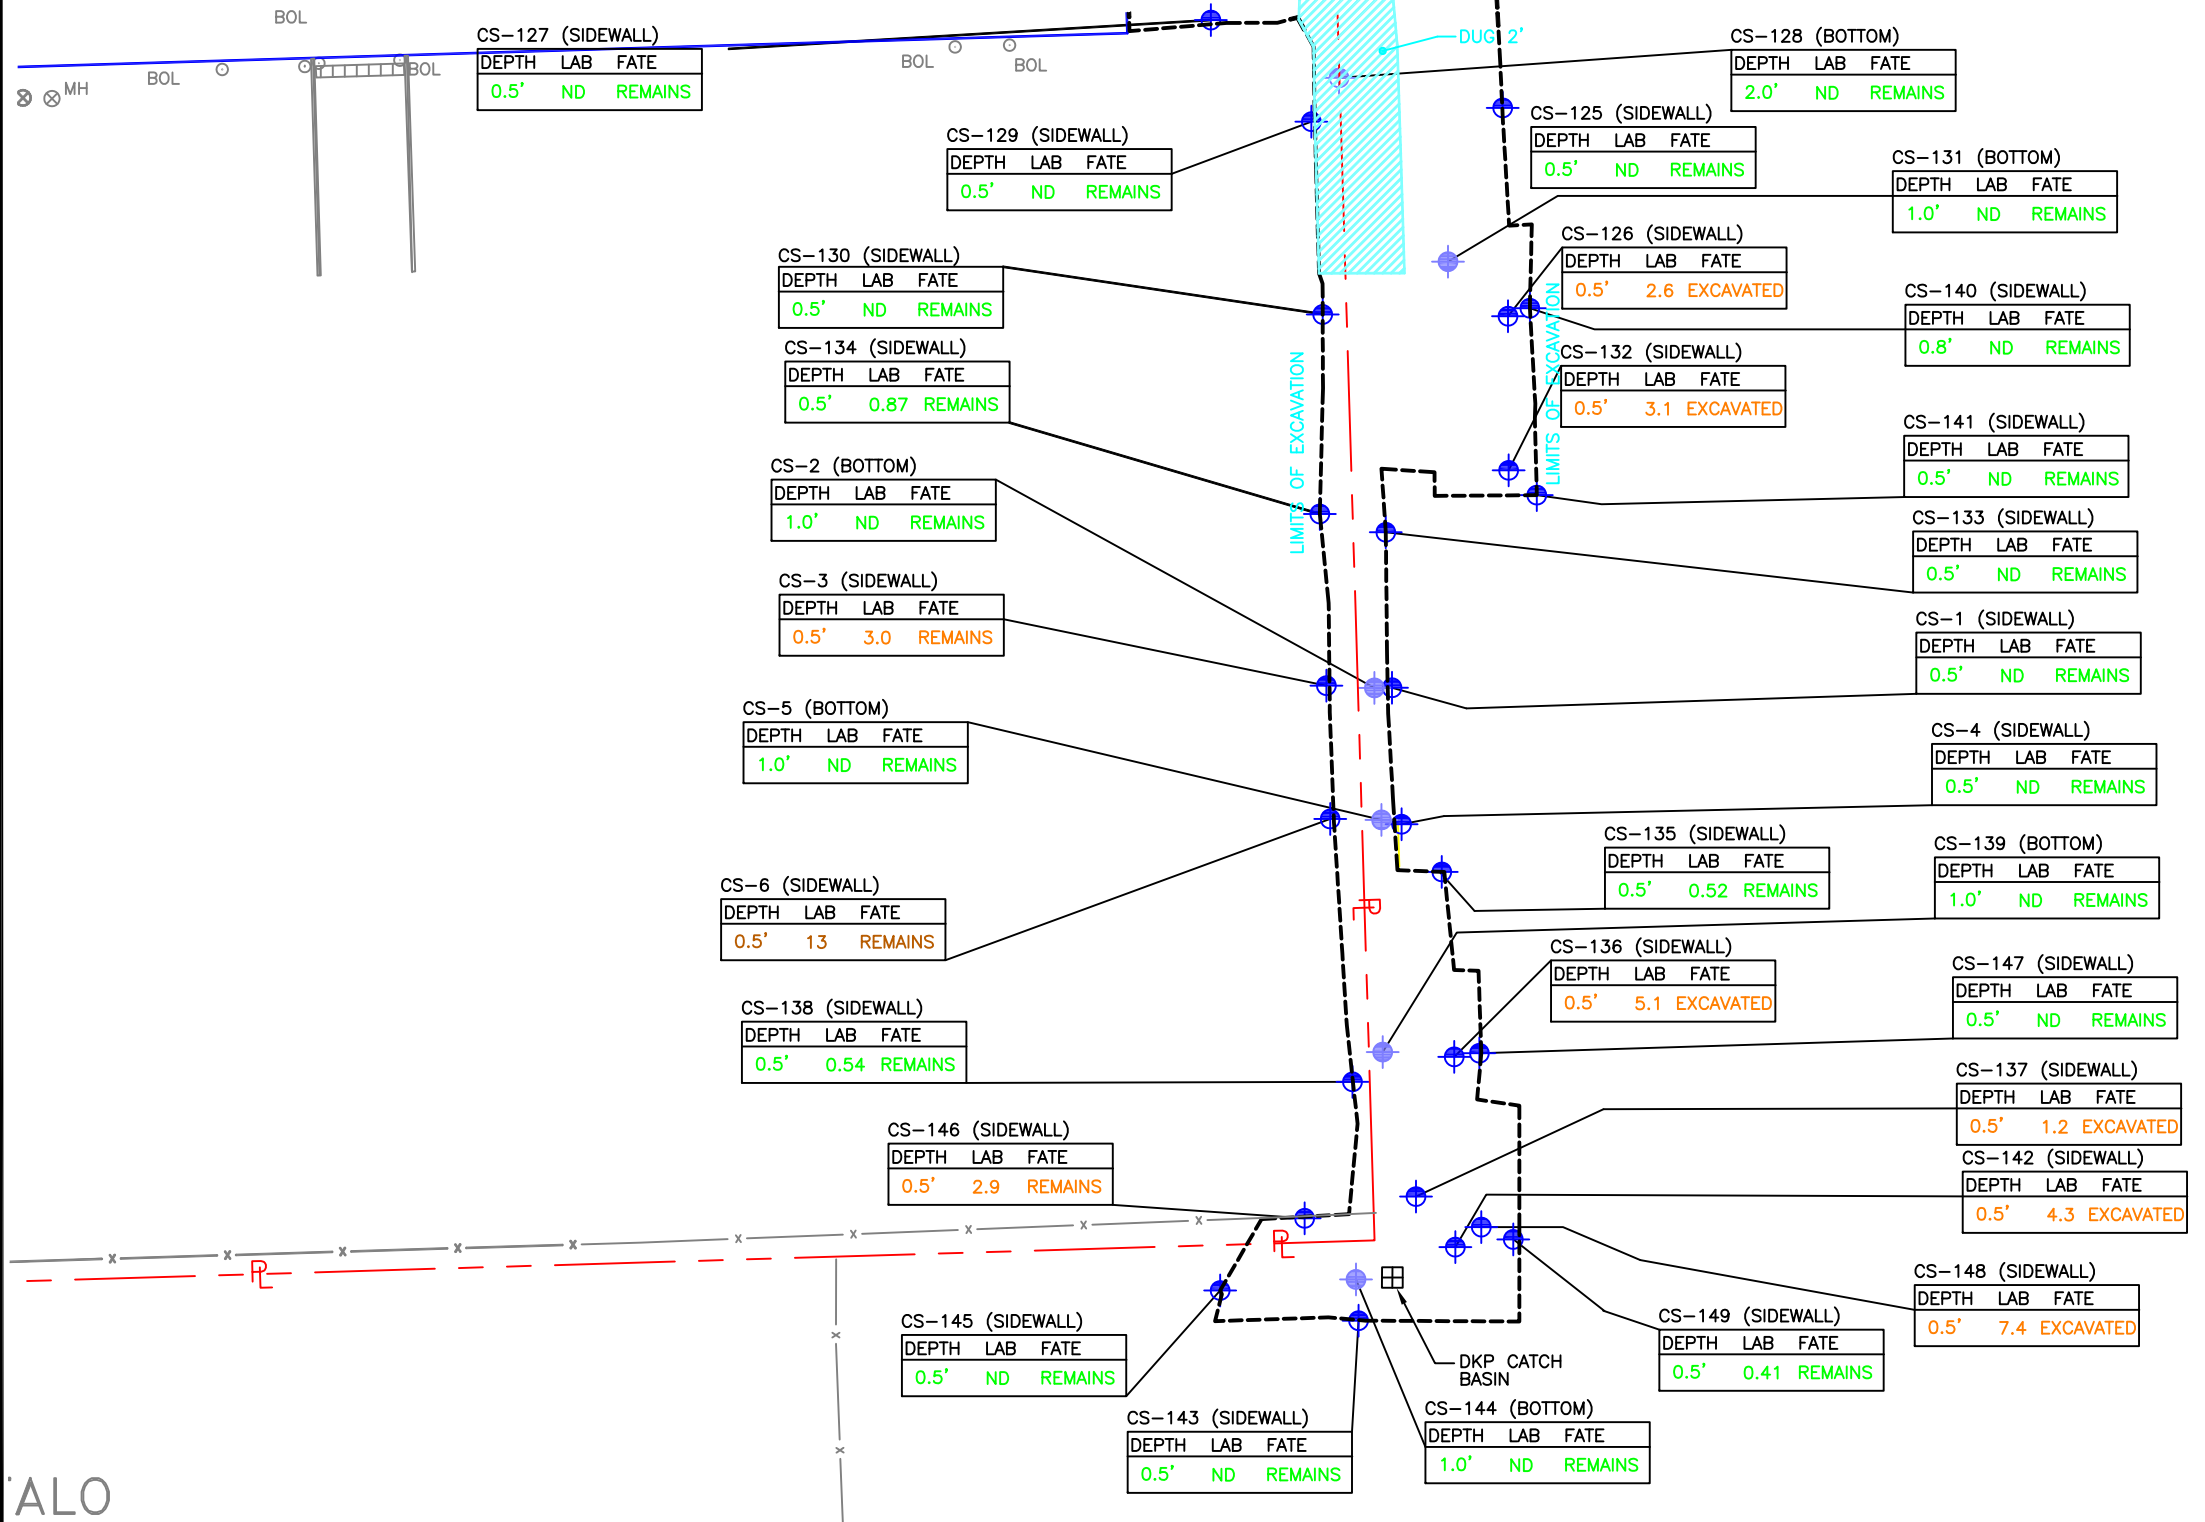 BOL
CS-127 (SIDEWALL)
DEPTH LAB FATE
0.5' ND REMAINS
BOL
BOL
MH
BOL
BOL
DUG 2'
CS-128 (BOTTOM)
DEPTH LAB FATE
2.0' ND REMAINS
CS-129 (SIDEWALL)
DEPTH LAB FATE
0.5' ND REMAINS
CS-125 (SIDEWALL)
DEPTH LAB FATE
0.5' ND REMAINS
CS-131 (BOTTOM)
DEPTH LAB FATE
1.0' ND REMAINS
CS-130 (SIDEWALL)
DEPTH LAB FATE
0.5' ND REMAINS
CS-126 (SIDEWALL)
DEPTH LAB FATE
0.5' 2.6 EXCAVATED
CS-140 (SIDEWALL)
DEPTH LAB FATE
0.8' ND REMAINS
CS-134 (SIDEWALL)
DEPTH LAB FATE
0.5' 0.87 REMAINS
LIMITS OF EXCAVATION
LIMITS OF EXCAVATION
CS-132 (SIDEWALL)
DEPTH LAB FATE
0.5' 3.1 EXCAVATED
CS-141 (SIDEWALL)
DEPTH LAB FATE
0.5' ND REMAINS
CS-2 (BOTTOM)
DEPTH LAB FATE
1.0' ND REMAINS
CS-133 (SIDEWALL)
DEPTH LAB FATE
0.5' ND REMAINS
CS-3 (SIDEWALL)
DEPTH LAB FATE
0.5' 3.0 REMAINS
CS-1 (SIDEWALL)
DEPTH LAB FATE
0.5' ND REMAINS
CS-5 (BOTTOM)
DEPTH LAB FATE
1.0' ND REMAINS
CS-4 (SIDEWALL)
DEPTH LAB FATE
0.5' ND REMAINS
CS-135 (SIDEWALL)
DEPTH LAB FATE
0.5' 0.52 REMAINS
CS-139 (BOTTOM)
DEPTH LAB FATE
1.0' ND REMAINS
CS-6 (SIDEWALL)
DEPTH LAB FATE
0.5' 13 REMAINS
PL
CS-136 (SIDEWALL)
DEPTH LAB FATE
0.5' 5.1 EXCAVATED
CS-147 (SIDEWALL)
DEPTH LAB FATE
0.5' ND REMAINS
CS-138 (SIDEWALL)
DEPTH LAB FATE
0.5' 0.54 REMAINS
CS-137 (SIDEWALL)
DEPTH LAB FATE
0.5' 1.2 EXCAVATED
CS-146 (SIDEWALL)
DEPTH LAB FATE
0.5' 2.9 REMAINS
CS-142 (SIDEWALL)
DEPTH LAB FATE
0.5' 4.3 EXCAVATED
PL
PL
CS-148 (SIDEWALL)
DEPTH LAB FATE
0.5' 7.4 EXCAVATED
CS-145 (SIDEWALL)
DEPTH LAB FATE
0.5' ND REMAINS
CS-149 (SIDEWALL)
DEPTH LAB FATE
0.5' 0.41 REMAINS
DKP CATCH
BASIN
CS-143 (SIDEWALL)
DEPTH LAB FATE
0.5' ND REMAINS
CS-144 (BOTTOM)
DEPTH LAB FATE
1.0' ND REMAINS
ALO